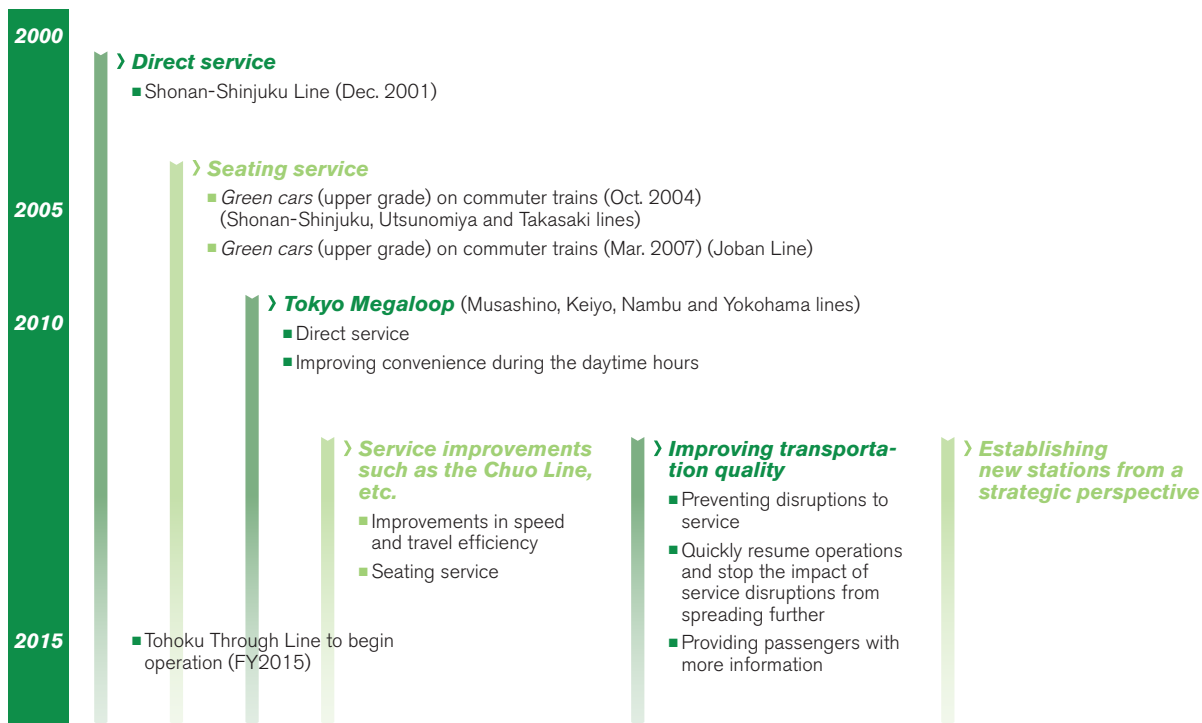 2000
❯ Direct service
■ Shonan-Shinjuku Line (Dec. 2001)
❯ Seating service
■ Green cars (upper grade) on commuter trains (Oct. 2004)
(Shonan-Shinjuku, Utsunomiya and Takasaki lines)
2005
■ Green cars (upper grade) on commuter trains (Mar. 2007) (Joban Line)
❯ Tokyo Megaloop (Musashino, Keiyo, Nambu and Yokohama lines)
2010
■ Direct service
■ Improving convenience during the daytime hours
❯ Service improvements
such as the Chuo Line,
etc.
■ Improvements in speed
and travel efficiency
■ Seating service
❯ Improving transporta-
tion quality
■ Preventing disruptions to
service
■ Quickly resume operations
and stop the impact of
service disruptions from
spreading further
■ Providing passengers with
more information
❯ Establishing
new stations from a
strategic perspective
2015
■ Tohoku Through Line to begin
operation (FY2015)